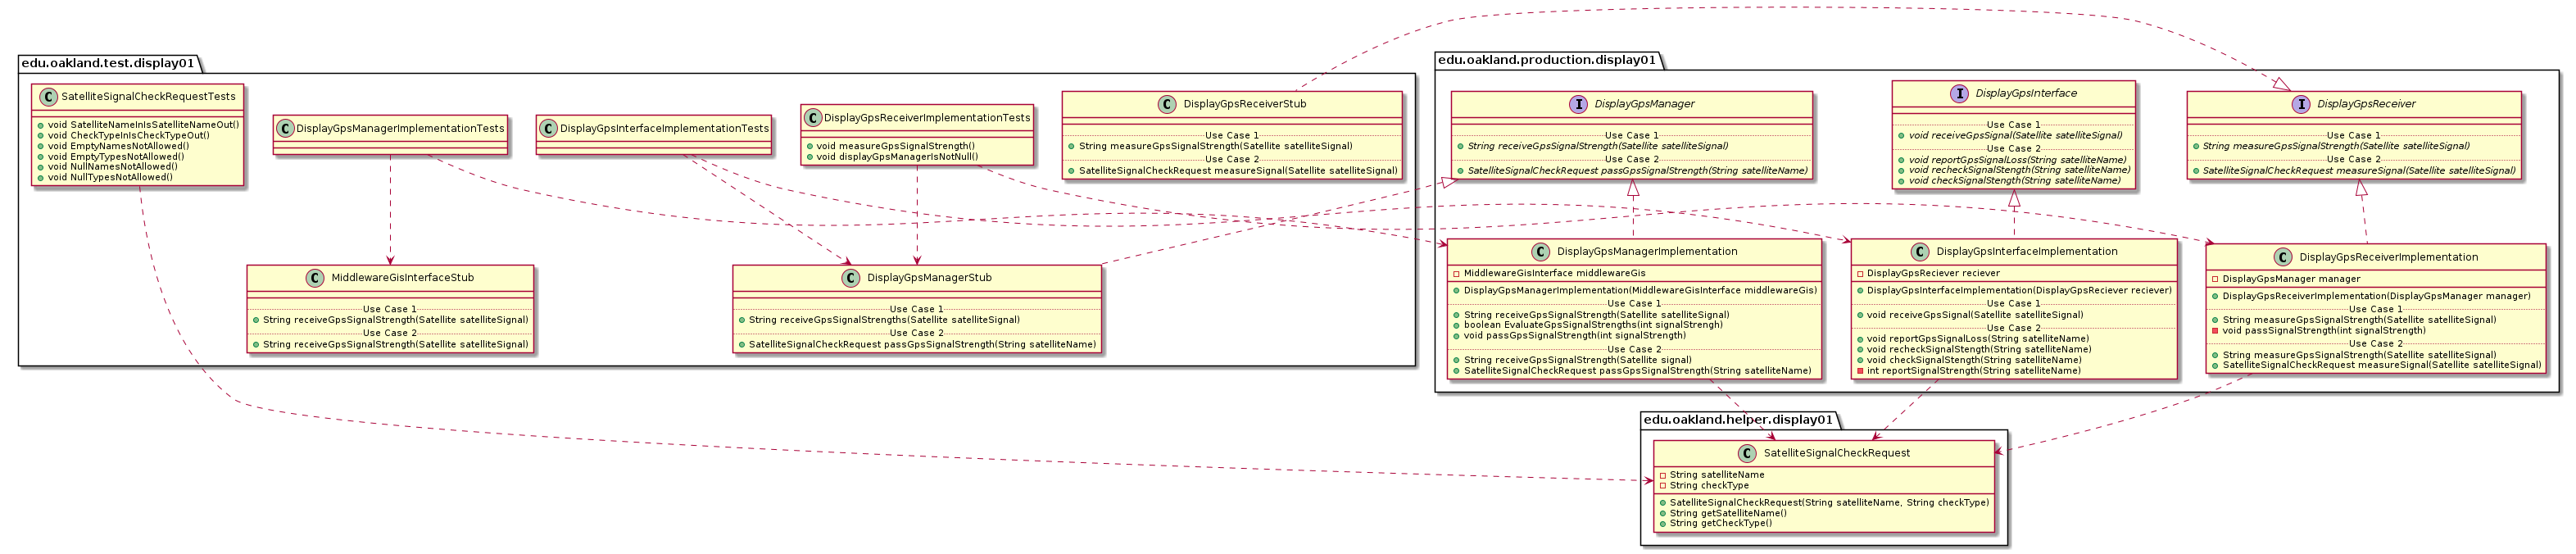 edu.oakland.test.display01
SatelliteSignalCheckRequestTests
void SatelliteNameInIsSatelliteNameOut()
void CheckTypeInIsCheckTypeOut()
void EmptyNamesNotAllowed()
void EmptyTypesNotAllowed()
void NullNamesNotAllowed()
void NullTypesNotAllowed()
DisplayGpsManagerImplementationTests
DisplayGpsInterfaceImplementationTests
DisplayGpsReceiverImplementationTests
void measureGpsSignalStrength()
void displayGpsManagerIsNotNull()
DisplayGpsReceiverStub
Use Case 1
String measureGpsSignalStrength(Satellite satelliteSignal)
Use Case 2
SatelliteSignalCheckRequest measureSignal(Satellite satelliteSignal)
MiddlewareGisInterfaceStub
Use Case 1
String receiveGpsSignalStrength(Satellite satelliteSignal)
Use Case 2
String receiveGpsSignalStrength(Satellite satelliteSignal)
DisplayGpsManagerStub
Use Case 1
String receiveGpsSignalStrengths(Satellite satelliteSignal)
Use Case 2
SatelliteSignalCheckRequest passGpsSignalStrength(String satelliteName)
edu.oakland.production.display01
DisplayGpsManager
Use Case 1
String receiveGpsSignalStrength(Satellite satelliteSignal)
Use Case 2
SatelliteSignalCheckRequest passGpsSignalStrength(String satelliteName)
DisplayGpsInterface
Use Case 1
void receiveGpsSignal(Satellite satelliteSignal)
Use Case 2
void reportGpsSignalLoss(String satelliteName)
void recheckSignalStength(String satelliteName)
void checkSignalStength(String satelliteName)
DisplayGpsReceiver
Use Case 1
String measureGpsSignalStrength(Satellite satelliteSignal)
Use Case 2
SatelliteSignalCheckRequest measureSignal(Satellite satelliteSignal)
DisplayGpsManagerImplementation
MiddlewareGisInterface middlewareGis
DisplayGpsManagerImplementation(MiddlewareGisInterface middlewareGis)
Use Case 1
String receiveGpsSignalStrength(Satellite satelliteSignal)
boolean EvaluateGpsSignalStrengths(int signalStrengh)
void passGpsSignalStrength(int signalStrength)
Use Case 2
String receiveGpsSignalStrength(Satellite signal)
SatelliteSignalCheckRequest passGpsSignalStrength(String satelliteName)
DisplayGpsInterfaceImplementation
DisplayGpsReciever reciever
DisplayGpsInterfaceImplementation(DisplayGpsReciever reciever)
Use Case 1
void receiveGpsSignal(Satellite satelliteSignal)
Use Case 2
void reportGpsSignalLoss(String satelliteName)
void recheckSignalStength(String satelliteName)
void checkSignalStength(String satelliteName)
int reportSignalStrength(String satelliteName)
DisplayGpsReceiverImplementation
DisplayGpsManager manager
DisplayGpsReceiverImplementation(DisplayGpsManager manager)
Use Case 1
String measureGpsSignalStrength(Satellite satelliteSignal)
void passSignalStrength(int signalStrength)
Use Case 2
String measureGpsSignalStrength(Satellite satelliteSignal)
SatelliteSignalCheckRequest measureSignal(Satellite satelliteSignal)
edu.oakland.helper.display01
SatelliteSignalCheckRequest
String satelliteName
String checkType
SatelliteSignalCheckRequest(String satelliteName, String checkType)
String getSatelliteName()
String getCheckType()